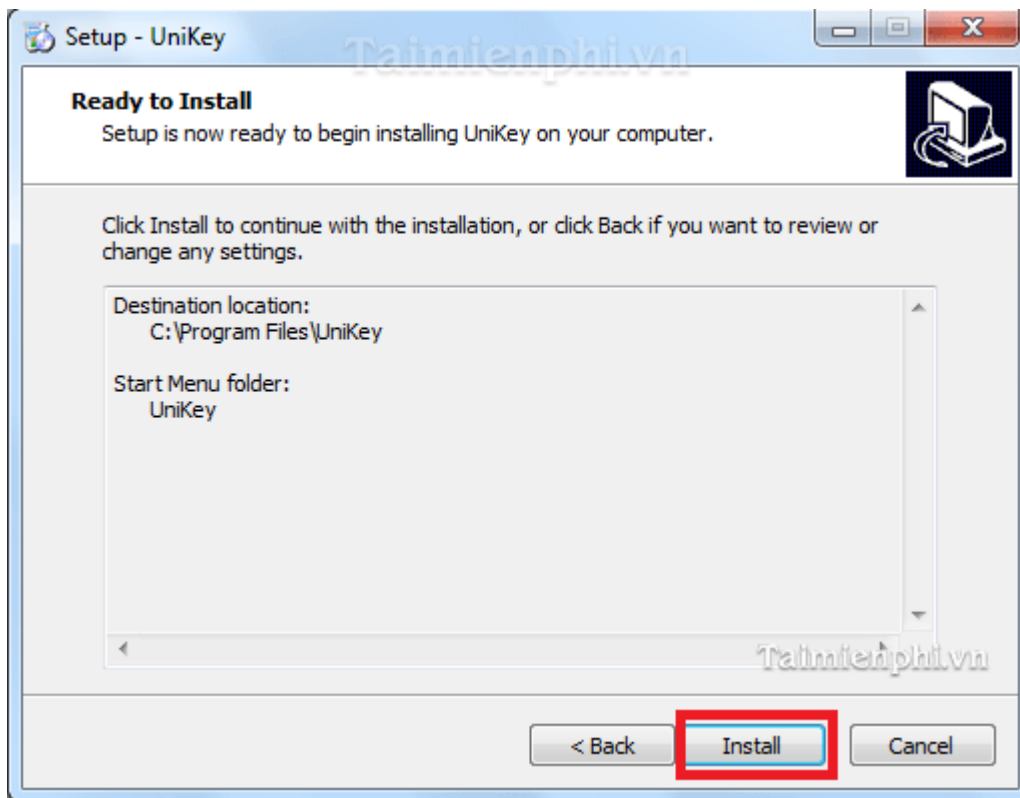 Setup - UniKey
Taimienphi.vn
Ready to Install
Setup is now ready to begin installing UniKey on your computer.
Click Install to continue with the installation, or click Back if you want to review or
change any settings.
Destination location:
C:\Program Files\UniKey
Start Menu folder:
UniKey
Taimienphi.vn
< Back
Install
Cancel